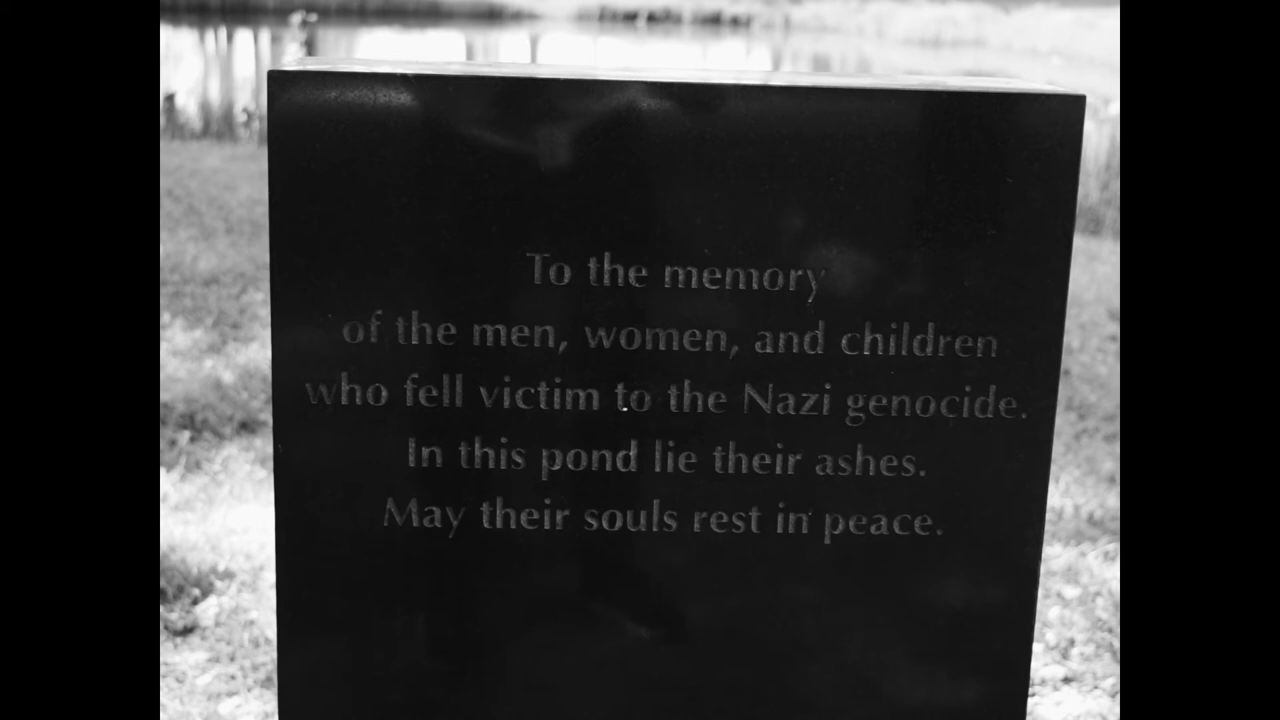 To the memory
of the men, women, and children
who fell victim to the Nazi genocide.
In this pond lie their ashes.
May their souls rest in peace.